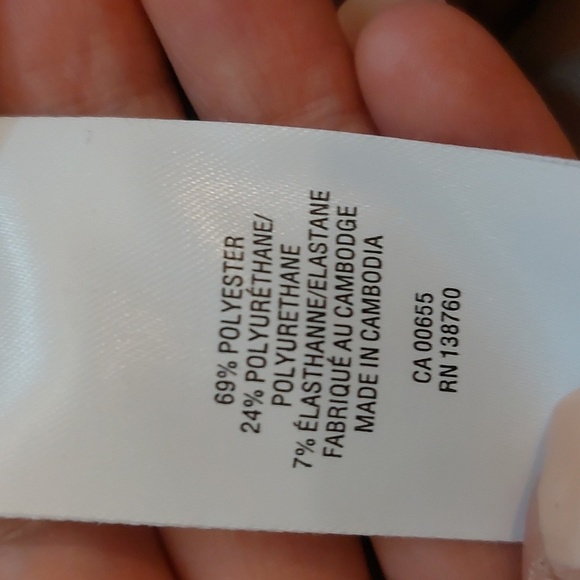 69% POLYESTER
24% POLYURÉTHANE/
POLYURETHANE
7% ÉLASTHANNE/ELASTANE
FABRIQUÉ AU CAMBODGE
MADE IN CAMBODIA
CA 00655
RN 138760